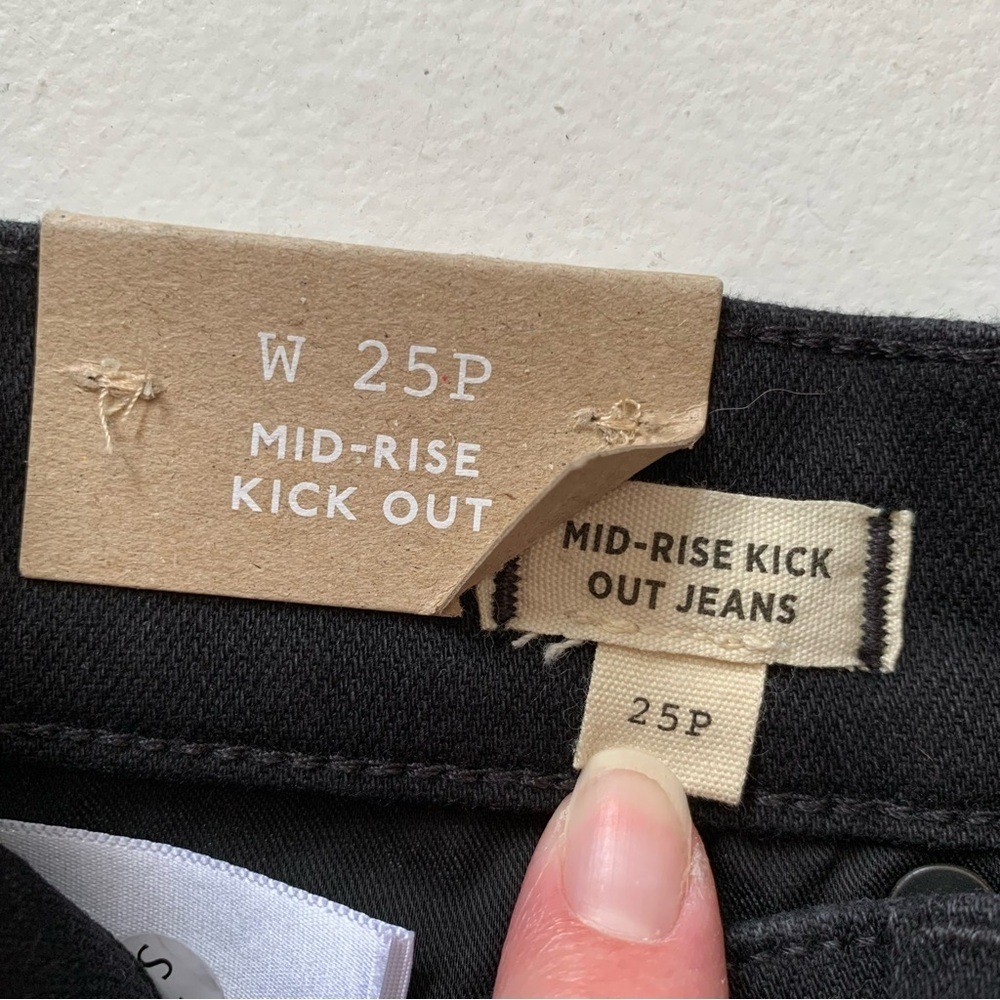 W 25P
MID-RISE
KICK OUT
MID-RISE KICK
OUT JEANS
25P
S